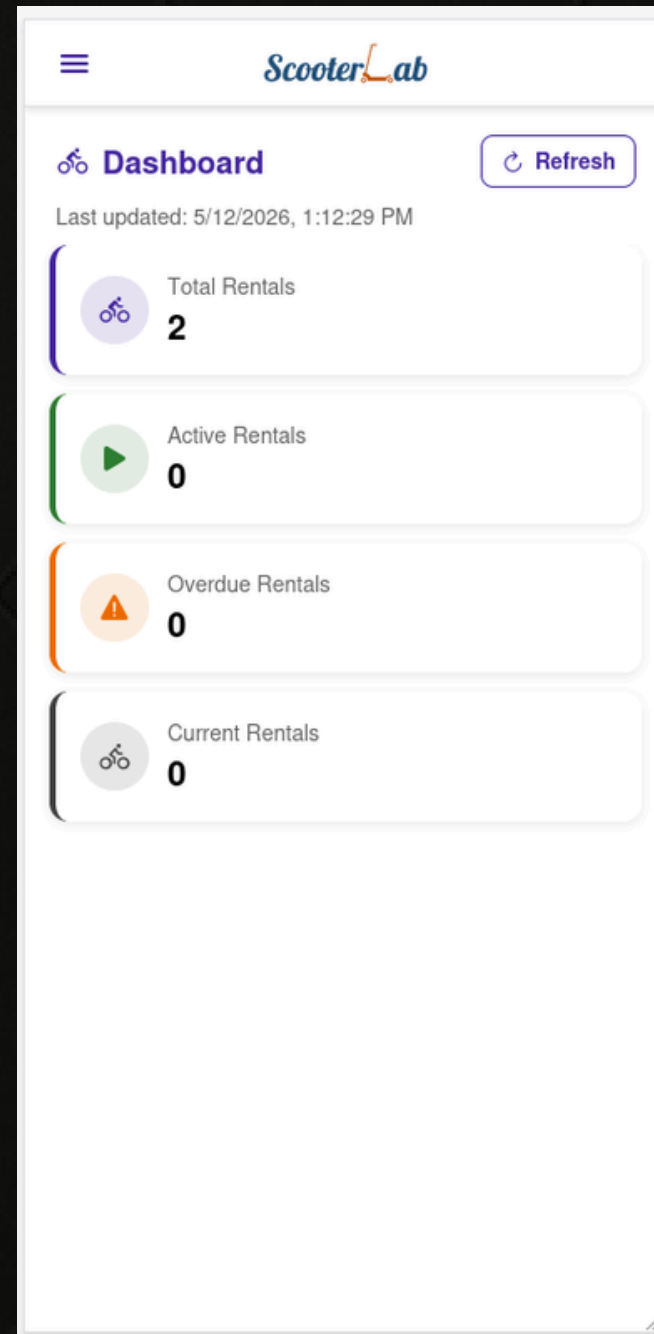 ScooterLab
Dashboard
Refresh
Last updated: 5/12/2026, 1:12:29 PM
Total Rentals
2
Active Rentals
0
Overdue Rentals
0
Current Rentals
0